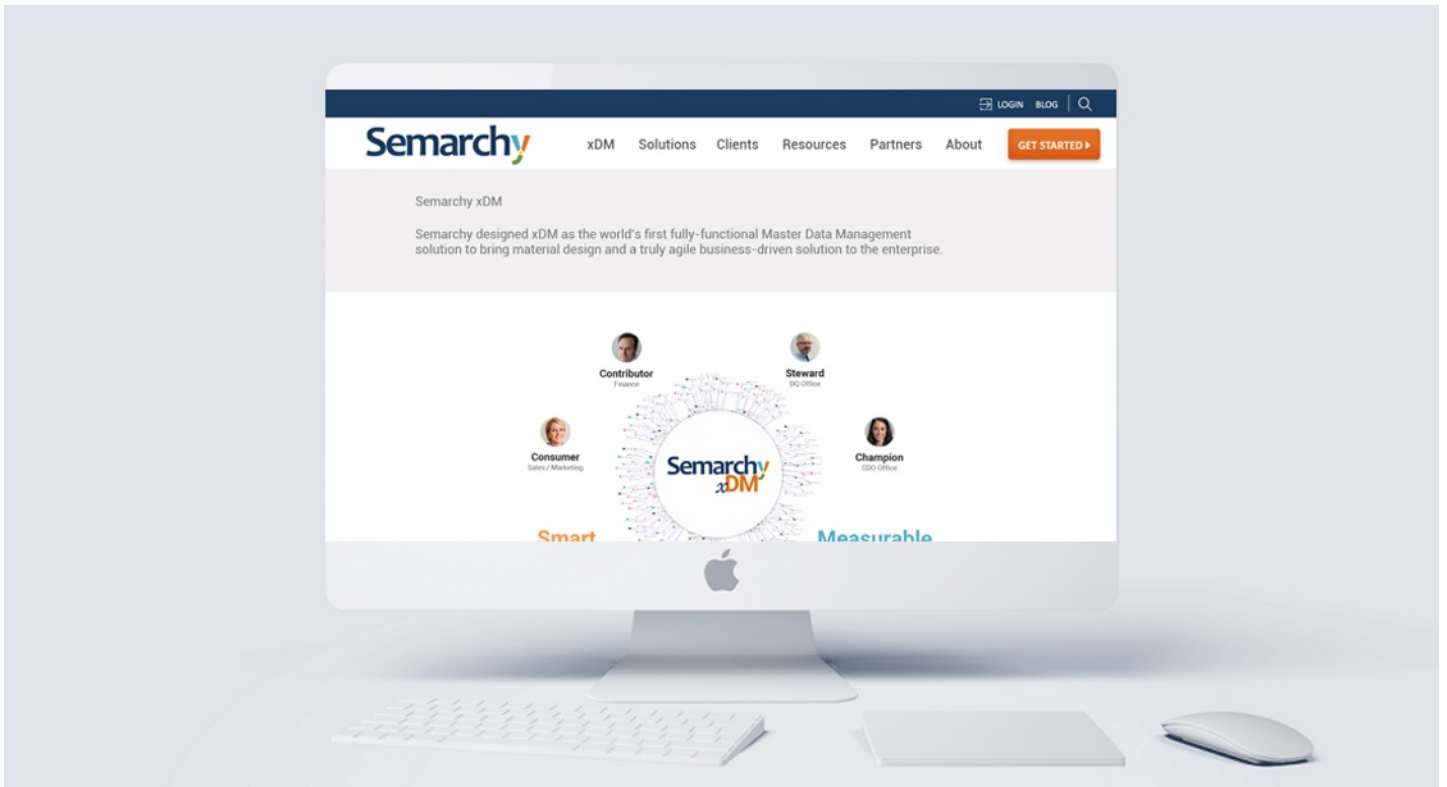 LOGIN BLOG
Semarchy
xDM Solutions Clients Resources Partners About GET STARTED
Semarchy xDM
Semarchy designed xDM as the world's first fully-functional Master Data Management
solution to bring material design and a truly agile business-driven solution to the enterprise.
Contributor
Finance
Steward
DQ Office
Consumer
Sales / Marketing
Champion
CDO Office
Semarchy
xDM
Smart
Measurable